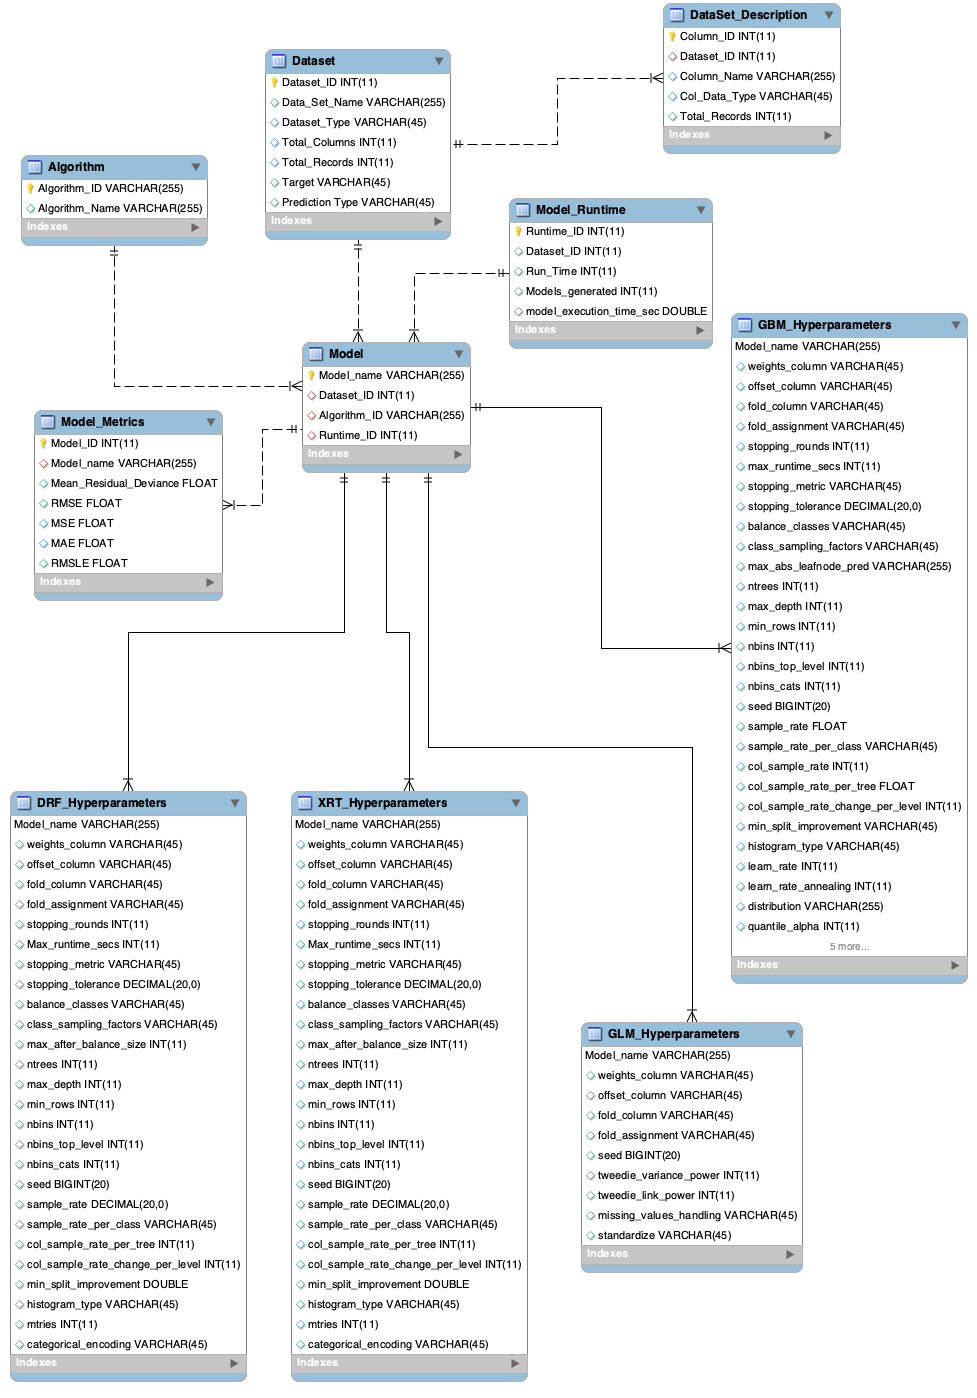 DataSet_Description
Column_ID INT(11)
Dataset_ID INT(11)
Column_Name VARCHAR(255)
Col_Data_Type VARCHAR(45)
Total_Records INT(11)
Indexes
Dataset
Dataset_ID INT(11)
Data_Set_Name VARCHAR(255)
Dataset_Type VARCHAR(45)
Total_Columns INT(11)
Total_Records INT(11)
Target VARCHAR(45)
Prediction Type VARCHAR(45)
Indexes
Algorithm
Algorithm_ID VARCHAR(255)
Algorithm_Name VARCHAR(255)
Indexes
Model_Runtime
Runtime_ID INT(11)
Dataset_ID INT(11)
Run_Time INT(11)
Models_generated INT(11)
model_execution_time_sec DOUBLE
Indexes
Model
Model_name VARCHAR(255)
Dataset_ID INT(11)
Algorithm_ID VARCHAR(255)
Runtime_ID INT(11)
Indexes
Model_Metrics
Model_ID INT(11)
Model_name VARCHAR(255)
Mean_Residual_Deviance FLOAT
RMSE FLOAT
MSE FLOAT
MAE FLOAT
RMSLE FLOAT
Indexes
GBM_Hyperparameters
Model_name VARCHAR(255)
weights_column VARCHAR(45)
offset_column VARCHAR(45)
fold_column VARCHAR(45)
fold_assignment VARCHAR(45)
stopping_rounds INT(11)
max_runtime_secs INT(11)
stopping_metric VARCHAR(45)
stopping_tolerance DECIMAL(20,0)
balance_classes VARCHAR(45)
class_sampling_factors VARCHAR(45)
max_abs_leafnode_pred VARCHAR(255)
ntrees INT(11)
max_depth INT(11)
min_rows INT(11)
nbins INT(11)
nbins_top_level INT(11)
nbins_cats INT(11)
seed BIGINT(20)
sample_rate FLOAT
sample_rate_per_class VARCHAR(45)
col_sample_rate INT(11)
col_sample_rate_per_tree FLOAT
col_sample_rate_change_per_level INT(11)
min_split_improvement VARCHAR(45)
histogram_type VARCHAR(45)
learn_rate INT(11)
learn_rate_annealing INT(11)
distribution VARCHAR(255)
quantile_alpha INT(11)
5 more...
Indexes
DRF_Hyperparameters
Model_name VARCHAR(255)
weights_column VARCHAR(45)
offset_column VARCHAR(45)
fold_column VARCHAR(45)
fold_assignment VARCHAR(45)
stopping_rounds INT(11)
Max_runtime_secs INT(11)
stopping_metric VARCHAR(45)
stopping_tolerance DECIMAL(20,0)
balance_classes VARCHAR(45)
class_sampling_factors VARCHAR(45)
max_after_balance_size INT(11)
ntrees INT(11)
max_depth INT(11)
min_rows INT(11)
nbins INT(11)
nbins_top_level INT(11)
nbins_cats INT(11)
seed BIGINT(20)
sample_rate DECIMAL(20,0)
sample_rate_per_class VARCHAR(45)
col_sample_rate_per_tree INT(11)
col_sample_rate_change_per_level INT(11)
min_split_improvement DOUBLE
histogram_type VARCHAR(45)
mtries INT(11)
categorical_encoding VARCHAR(45)
Indexes
XRT_Hyperparameters
Model_name VARCHAR(255)
weights_column VARCHAR(45)
offset_column VARCHAR(45)
fold_column VARCHAR(45)
fold_assignment VARCHAR(45)
stopping_rounds INT(11)
Max_runtime_secs INT(11)
stopping_metric VARCHAR(45)
stopping_tolerance DECIMAL(20,0)
balance_classes VARCHAR(45)
class_sampling_factors VARCHAR(45)
max_after_balance_size INT(11)
ntrees INT(11)
max_depth INT(11)
min_rows INT(11)
nbins INT(11)
nbins_top_level INT(11)
nbins_cats INT(11)
seed BIGINT(20)
sample_rate DECIMAL(20,0)
sample_rate_per_class VARCHAR(45)
col_sample_rate_per_tree INT(11)
col_sample_rate_change_per_level INT(11)
min_split_improvement DOUBLE
histogram_type VARCHAR(45)
mtries INT(11)
categorical_encoding VARCHAR(45)
Indexes
GLM_Hyperparameters
Model_name VARCHAR(255)
weights_column VARCHAR(45)
offset_column VARCHAR(45)
fold_column VARCHAR(45)
fold_assignment VARCHAR(45)
seed BIGINT(20)
tweedie_variance_power INT(11)
tweedie_link_power INT(11)
missing_values_handling VARCHAR(45)
standardize VARCHAR(45)
Indexes